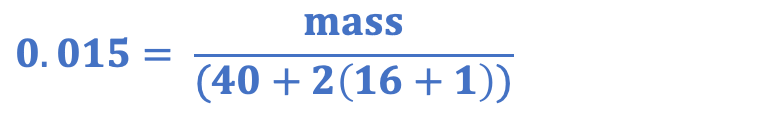 0.015 = mass / (40 + 2(16 + 1))